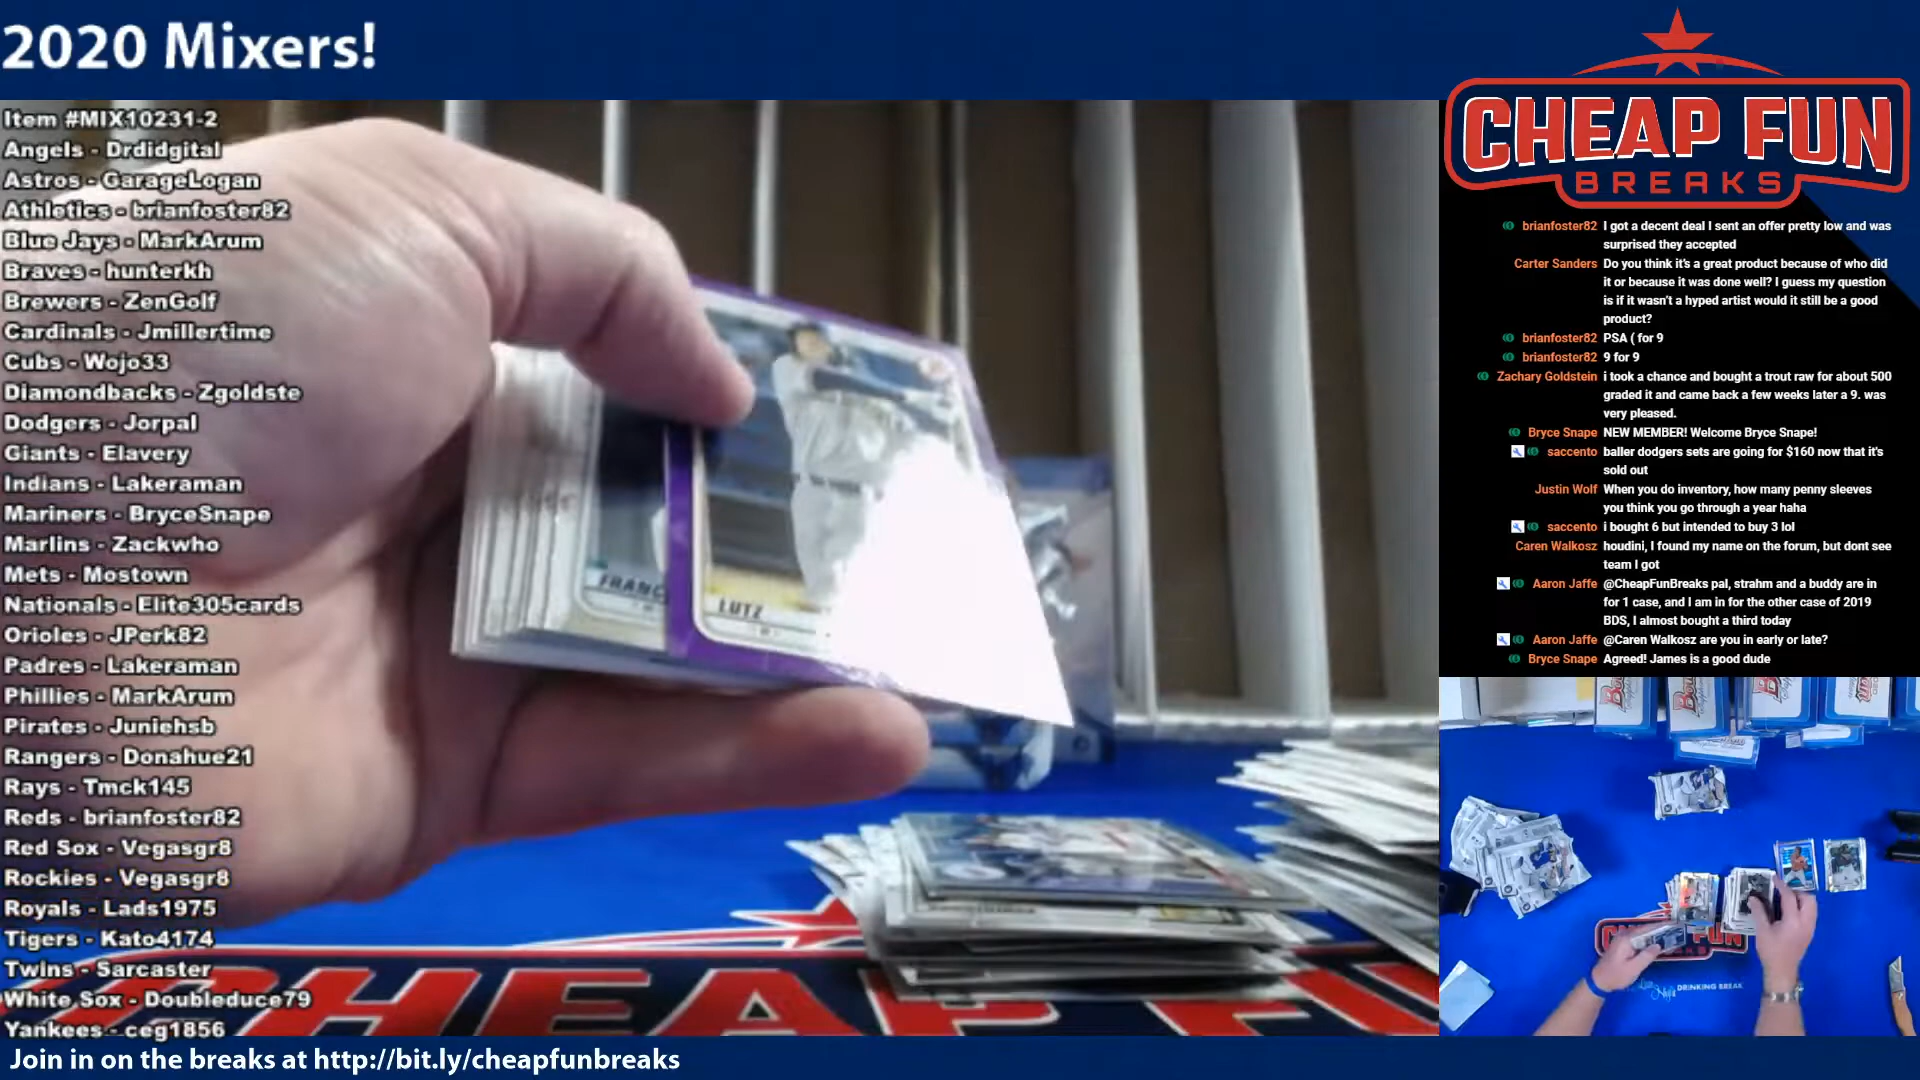 2020 Mixers!
Item #MIX10231-2
Angels - Drdidgital
Astros - GarageLogan
Athletics - brianfoster82
Blue Jays - MarkArum
Braves - hunterkh
Brewers - ZenGolf
Cardinals - Jmillertime
Cubs - Wojo33
Diamondbacks - Zgoldste
Dodgers - Jorpal
Giants - Elavery
Indians - Lakeraman
Mariners - BryceSnape
Marlins - Zackwho
Mets - Mostown
Nationals - Elite305cards
Orioles - JPerk82
Padres - Lakeraman
Phillies - MarkArum
Pirates - Juniehsb
Rangers - Donahue21
Rays - Tmck145
Reds - brianfoster82
Red Sox - Vegasgr8
Rockies - Vegasgr8
Royals - Lads1975
Tigers - Kato4174
Twins - Sarcaster
White Sox - Doubleduce79
Yankees - ceg1856
Join in on the breaks at http://bit.ly/cheapfunbreaks
FRANC
LUTZ
CHEAP FU
CHEAP FUN
BREAKS
brianfoster82 I got a decent deal I sent an offer pretty low and was
surprised they accepted
Carter Sanders Do you think it's a great product because of who did
it or because it was done well? I guess my question
is if it wasn't a hyped artist would it still be a good
product?
brianfoster82 PSA ( for 9
brianfoster82 9 for 9
Zachary Goldstein i took a chance and bought a trout raw for about 500
graded it and came back a few weeks later a 9. was
very pleased.
Bryce Snape NEW MEMBER! Welcome Bryce Snape!
saccento baller dodgers sets are going for $160 now that it's
sold out
Justin Wolf When you do inventory, how many penny sleeves
you think you go through a year haha
saccento i bought 6 but intended to buy 3 lol
Caren Walkosz houdini, I found my name on the forum, but dont see
team I got
Aaron Jaffe @CheapFunBreaks pal, strahm and a buddy are in
for 1 case, and I am in for the other case of 2019
BDS, I almost bought a third today
Aaron Jaffe @Caren Walkosz are you in early or late?
Bryce Snape Agreed! James is a good dude
DRINKING BREAK